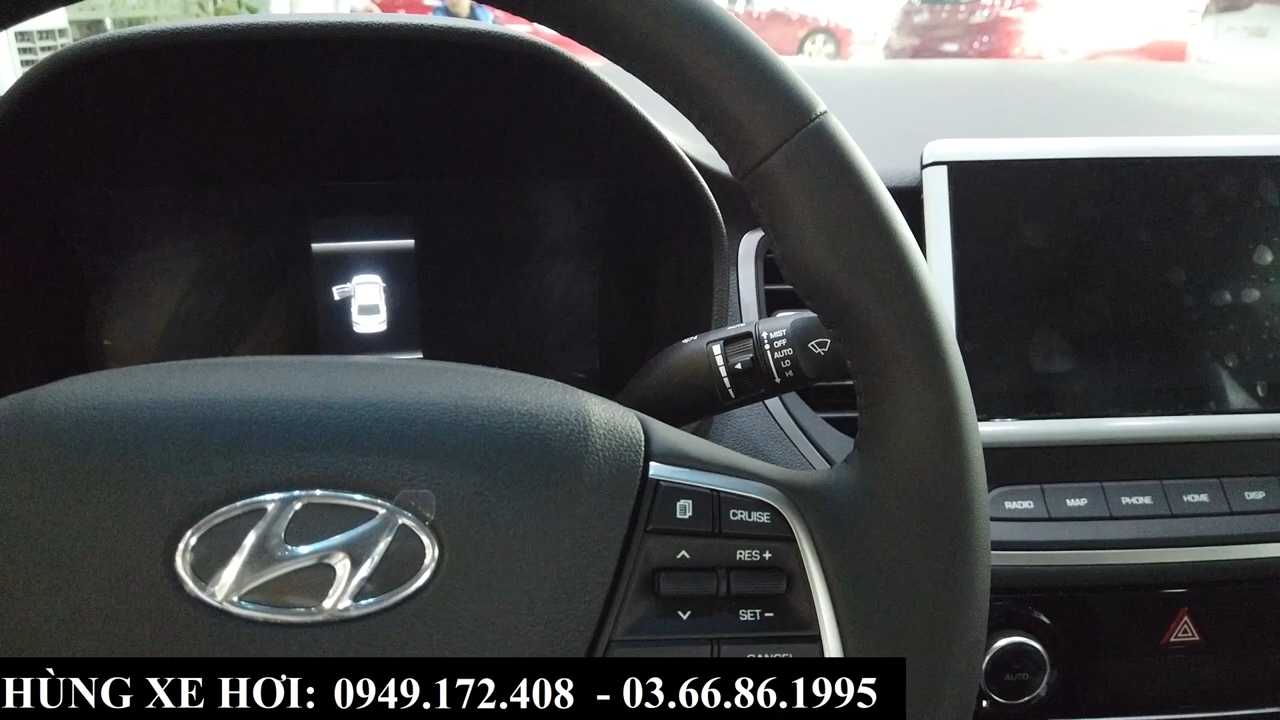 MIST
OFF
AUTO
LO
HI
CRUISE
RES +
SET −
RADIO MAP PHONE HOME DISP
AUTO
HÙNG XE HƠI: 0949.172.408 - 03.66.86.1995